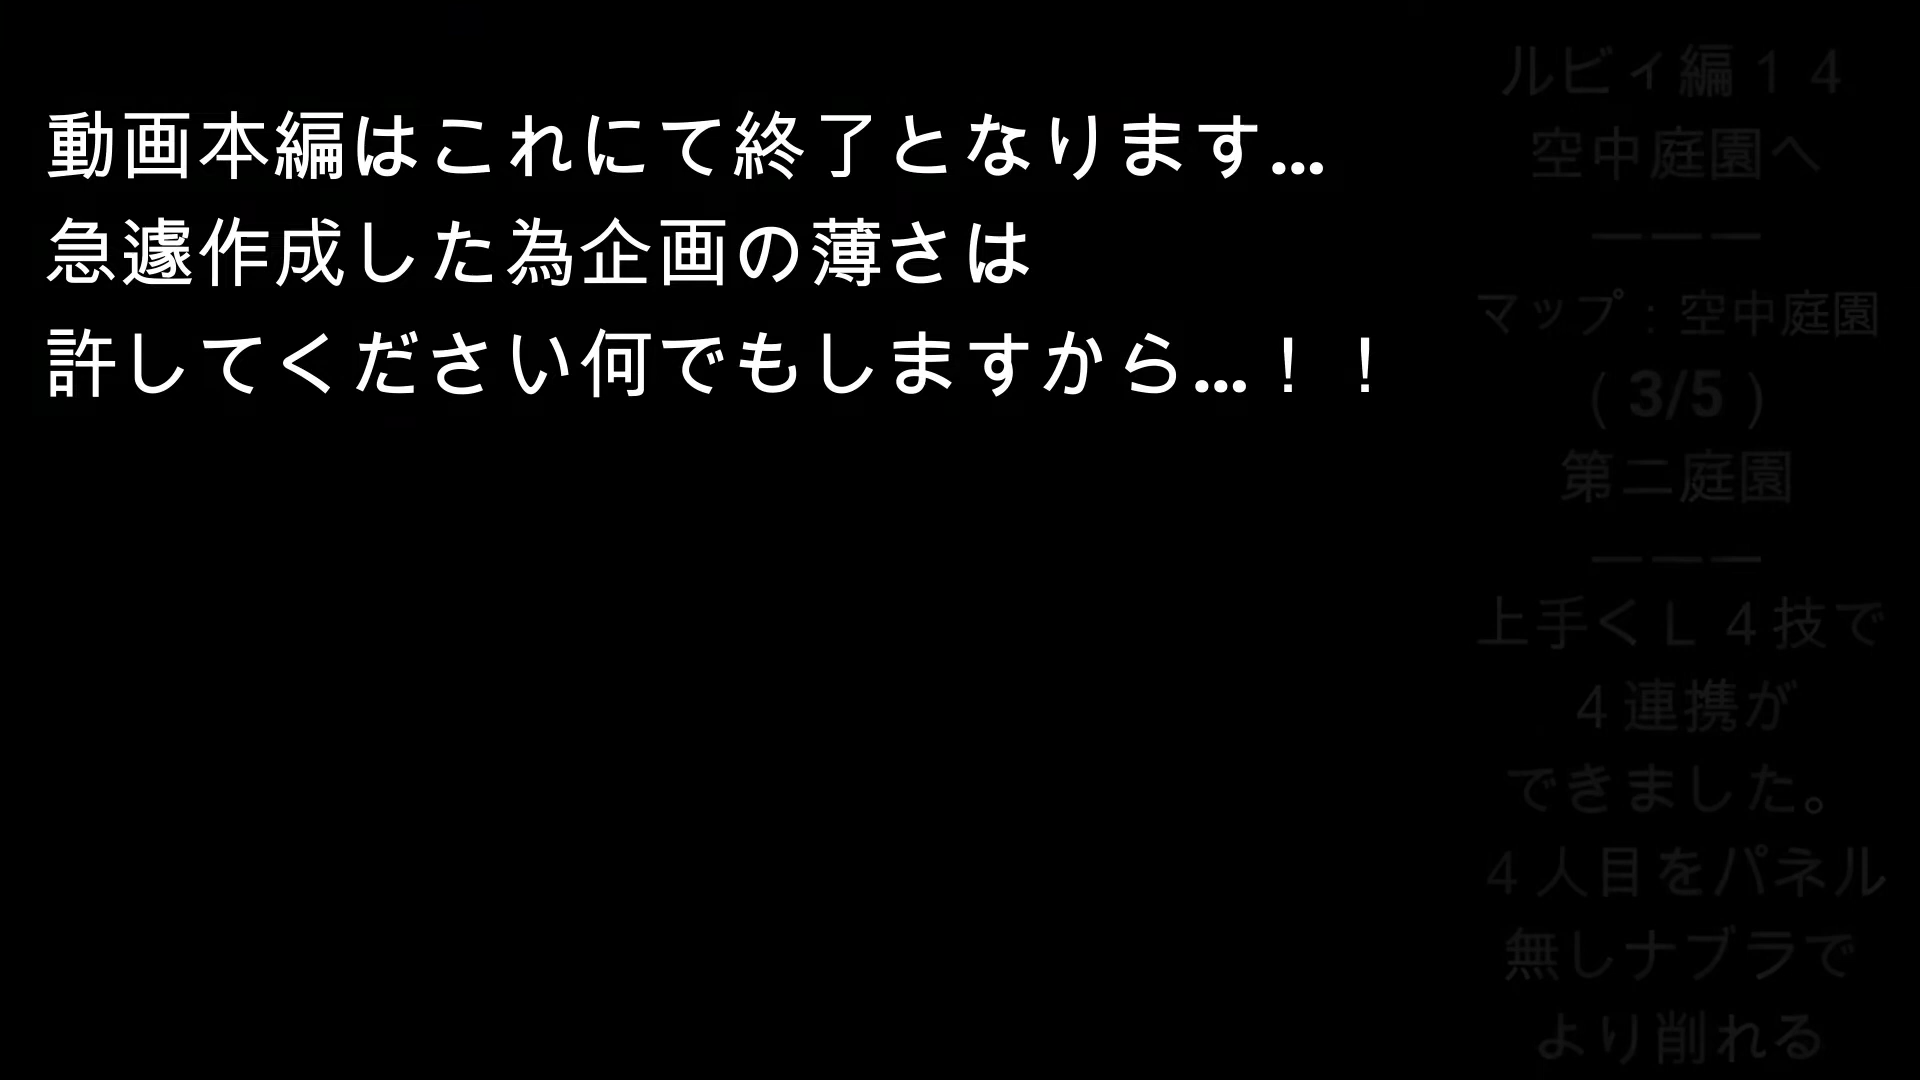 動画本編はこれにて終了となります…
急遽作成した為企画の薄さは
許してください何でもしますから…！！
ルビィ編１４
空中庭園へ
ーーー
マップ：空中庭園
（3/5）
第二庭園
ーーー
上手くＬ４技で
４連携が
できました。
４人目をパネル
無しナブラで
より削れる